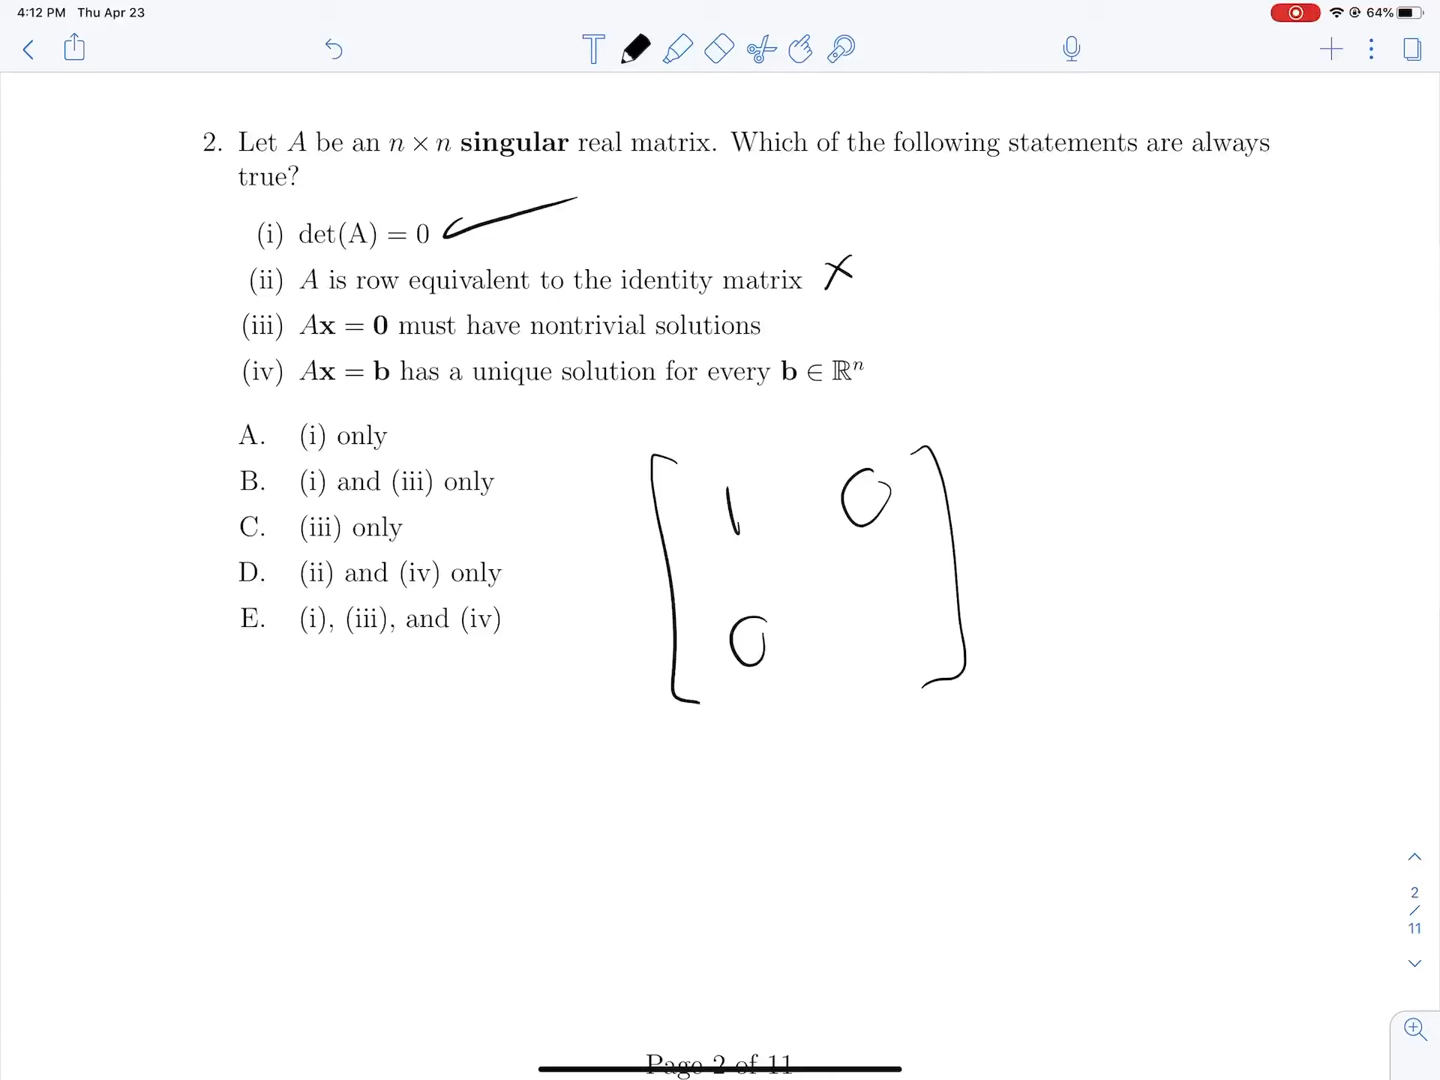 4:12 PM Thu Apr 23
64%
T
2. Let A be an n × n singular real matrix. Which of the following statements are always
true?
(i) det(A) = 0 ✓
(ii) A is row equivalent to the identity matrix ✗
(iii) Ax = 0 must have nontrivial solutions
(iv) Ax = b has a unique solution for every b ∈ ℝⁿ
A. (i) only
B. (i) and (iii) only
C. (iii) only
D. (ii) and (iv) only
E. (i), (iii), and (iv)
1 0
0
2
/
11
Page 2 of 11